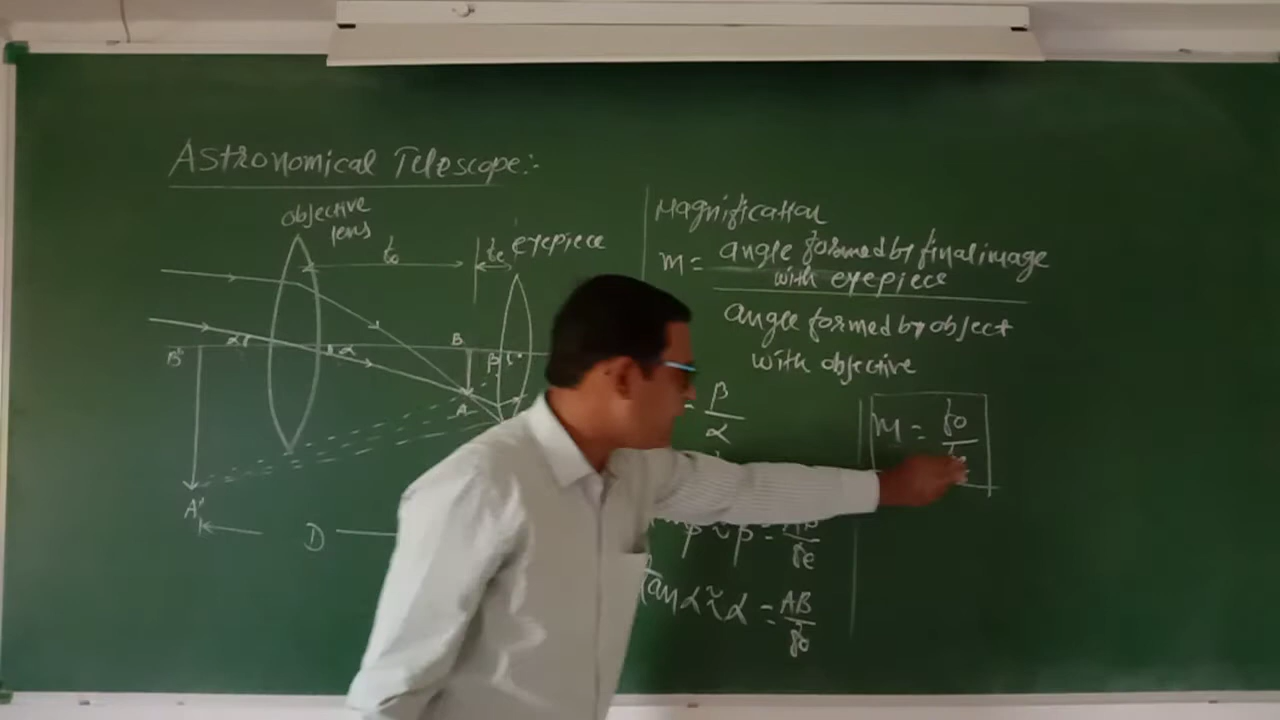 Astronomical Telescope:-
objective
lens
fo
fe
eyepiece
α
α
B"
B
β
A'
A"
D
Magnification
m = angle formed by final image
with eyepiece
angle formed by object
with objective
= β
α
m = fo
fe
β ≈ β = AB
fe
Tan α ≈ α = AB
fo